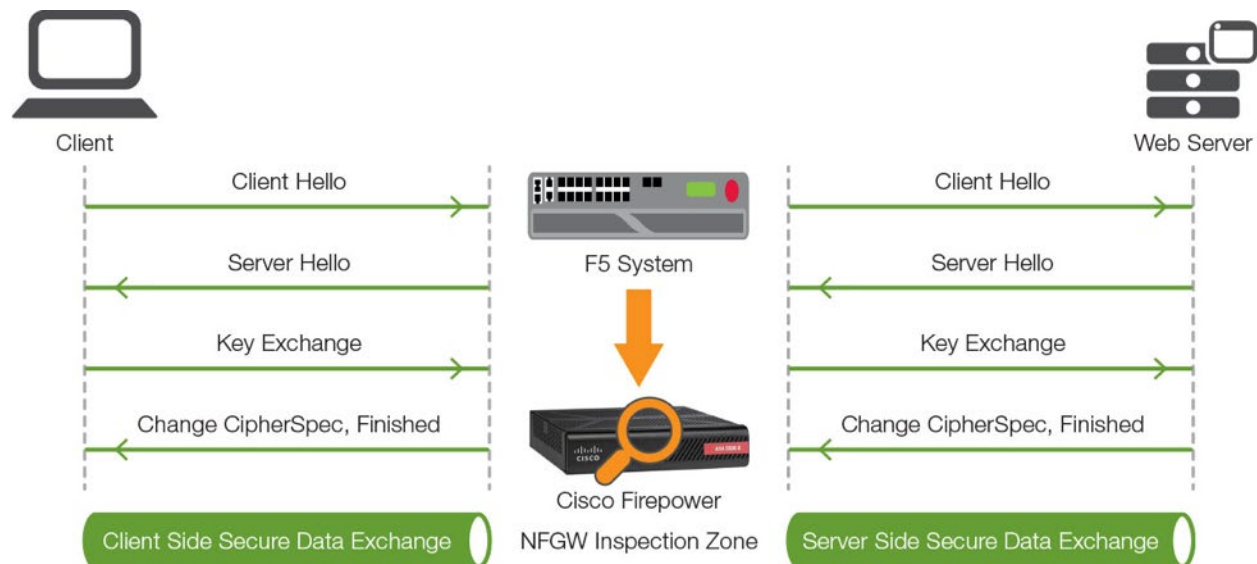 Client
Web Server
Client Hello
Client Hello
F5 System
Server Hello
Server Hello
Key Exchange
Key Exchange
Change CipherSpec, Finished
Change CipherSpec, Finished
CISCO
Cisco Firepower
Client Side Secure Data Exchange
NFGW Inspection Zone
Server Side Secure Data Exchange